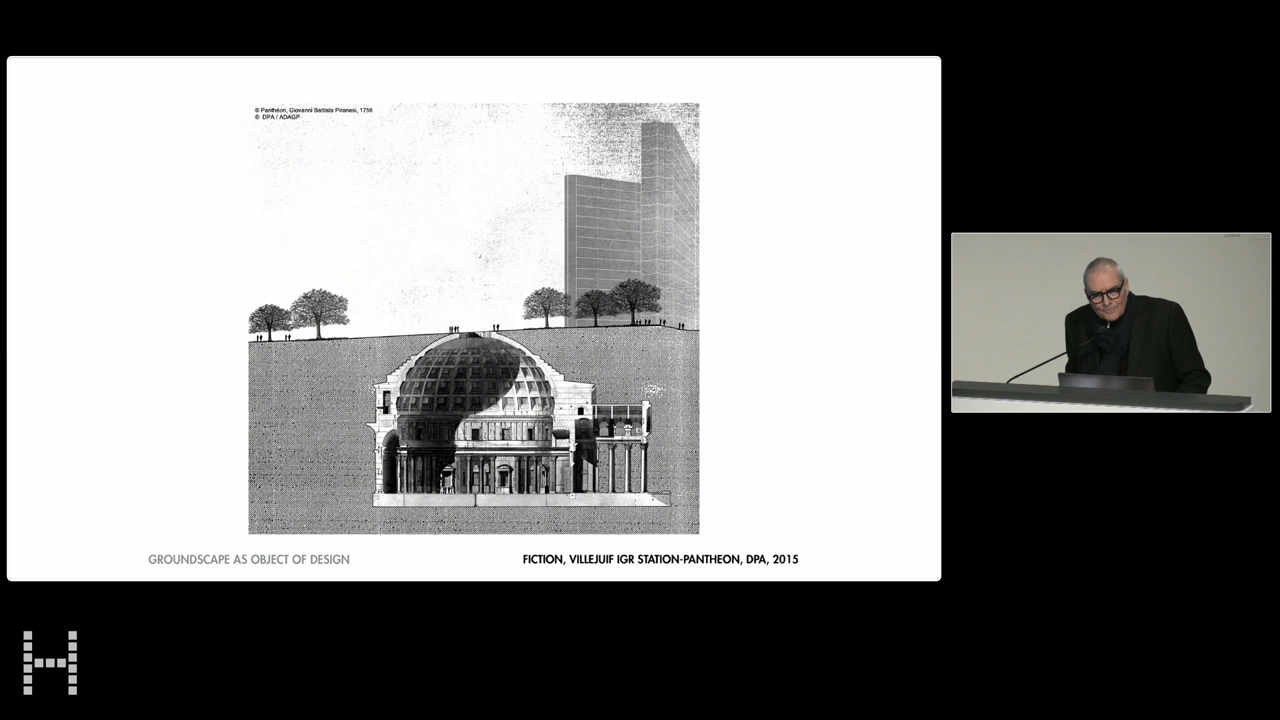 © Panthéon, Giovanni Battista Piranesi, 1756
© DPA / ADAGP
GROUNDSCAPE AS OBJECT OF DESIGN
FICTION, VILLEJUIF IGR STATION-PANTHEON, DPA, 2015
H